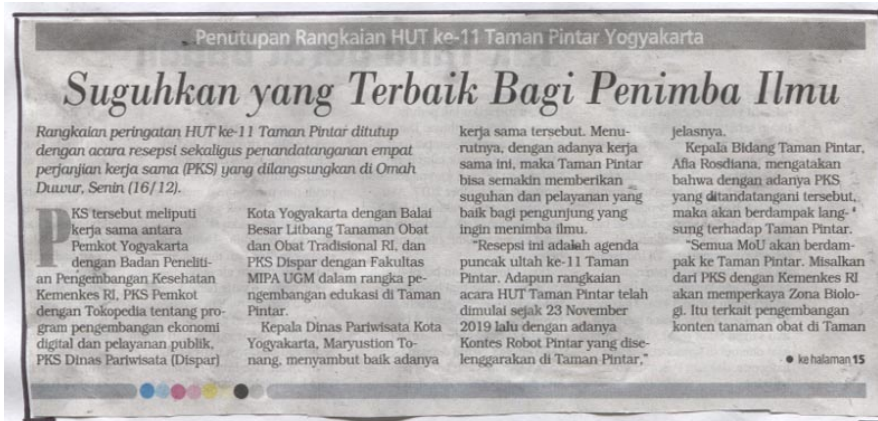 Penutupan Rangkaian HUT ke-11 Taman Pintar Yogyakarta
Suguhkan yang Terbaik Bagi Penimba Ilmu
Rangkaian peringatan HUT ke-11 Taman Pintar ditutup
dengan acara resepsi sekaligus penandatanganan empat
perjanjian kerja sama (PKS) yang dilangsungkan di Omah
Duwur, Senin (16/12).
PKS tersebut meliputi
kerja sama antara
Pemkot Yogyakarta
dengan Badan Peneliti-
an Pengembangan Kesehatan
Kemenkes RI, PKS Pemkot
dengan Tokopedia tentang pro-
gram pengembangan ekonomi
digital dan pelayanan publik,
PKS Dinas Pariwisata (Dispar)
Kota Yogyakarta dengan Balai
Besar Litbang Tanaman Obat
dan Obat Tradisional RI, dan
PKS Dispar dengan Fakultas
MIPA UGM dalam rangka pe-
ngembangan edukasi di Taman
Pintar.
Kepala Dinas Pariwisata Kota
Yogyakarta, Maryustion To-
nang, menyambut baik adanya
kerja sama tersebut. Menu-
rutnya, dengan adanya kerja
sama ini, maka Taman Pintar
bisa semakin memberikan
suguhan dan pelayanan yang
baik bagi pengunjung yang
ingin menimba ilmu.
"Resepsi ini adalah agenda
puncak ultah ke-11 Taman
Pintar. Adapun rangkaian
acara HUT Taman Pintar telah
dimulai sejak 23 November
2019 lalu dengan adanya
Kontes Robot Pintar yang dise-
lenggarakan di Taman Pintar,"
jelasnya.
Kepala Bidang Taman Pintar,
Afia Rosdiana, mengatakan
bahwa dengan adanya PKS
yang ditandatangani tersebut,
maka akan berdampak lang-
sung terhadap Taman Pintar.
"Semua MoU akan berdam-
pak ke Taman Pintar. Misalkan
dari PKS dengan Kemenkes RI
akan memperkaya Zona Biolo-
gi. Itu terkait pengembangan
konten tanaman obat di Taman
● ke halaman 15